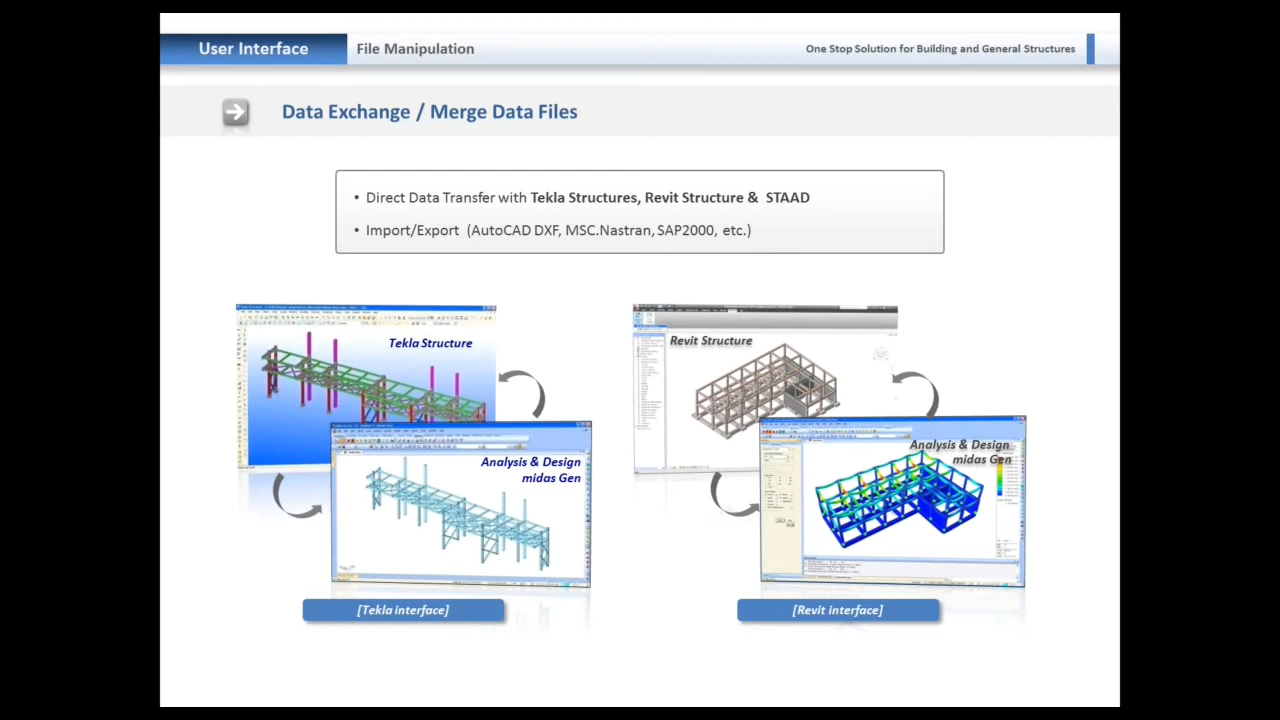 User Interface
File Manipulation
One Stop Solution for Building and General Structures
Data Exchange / Merge Data Files
• Direct Data Transfer with Tekla Structures, Revit Structure & STAAD
• Import/Export (AutoCAD DXF, MSC.Nastran, SAP2000, etc.)
Tekla Structure
Analysis & Design
midas Gen
[Tekla interface]
Revit Structure
Analysis & Design
midas Gen
[Revit interface]